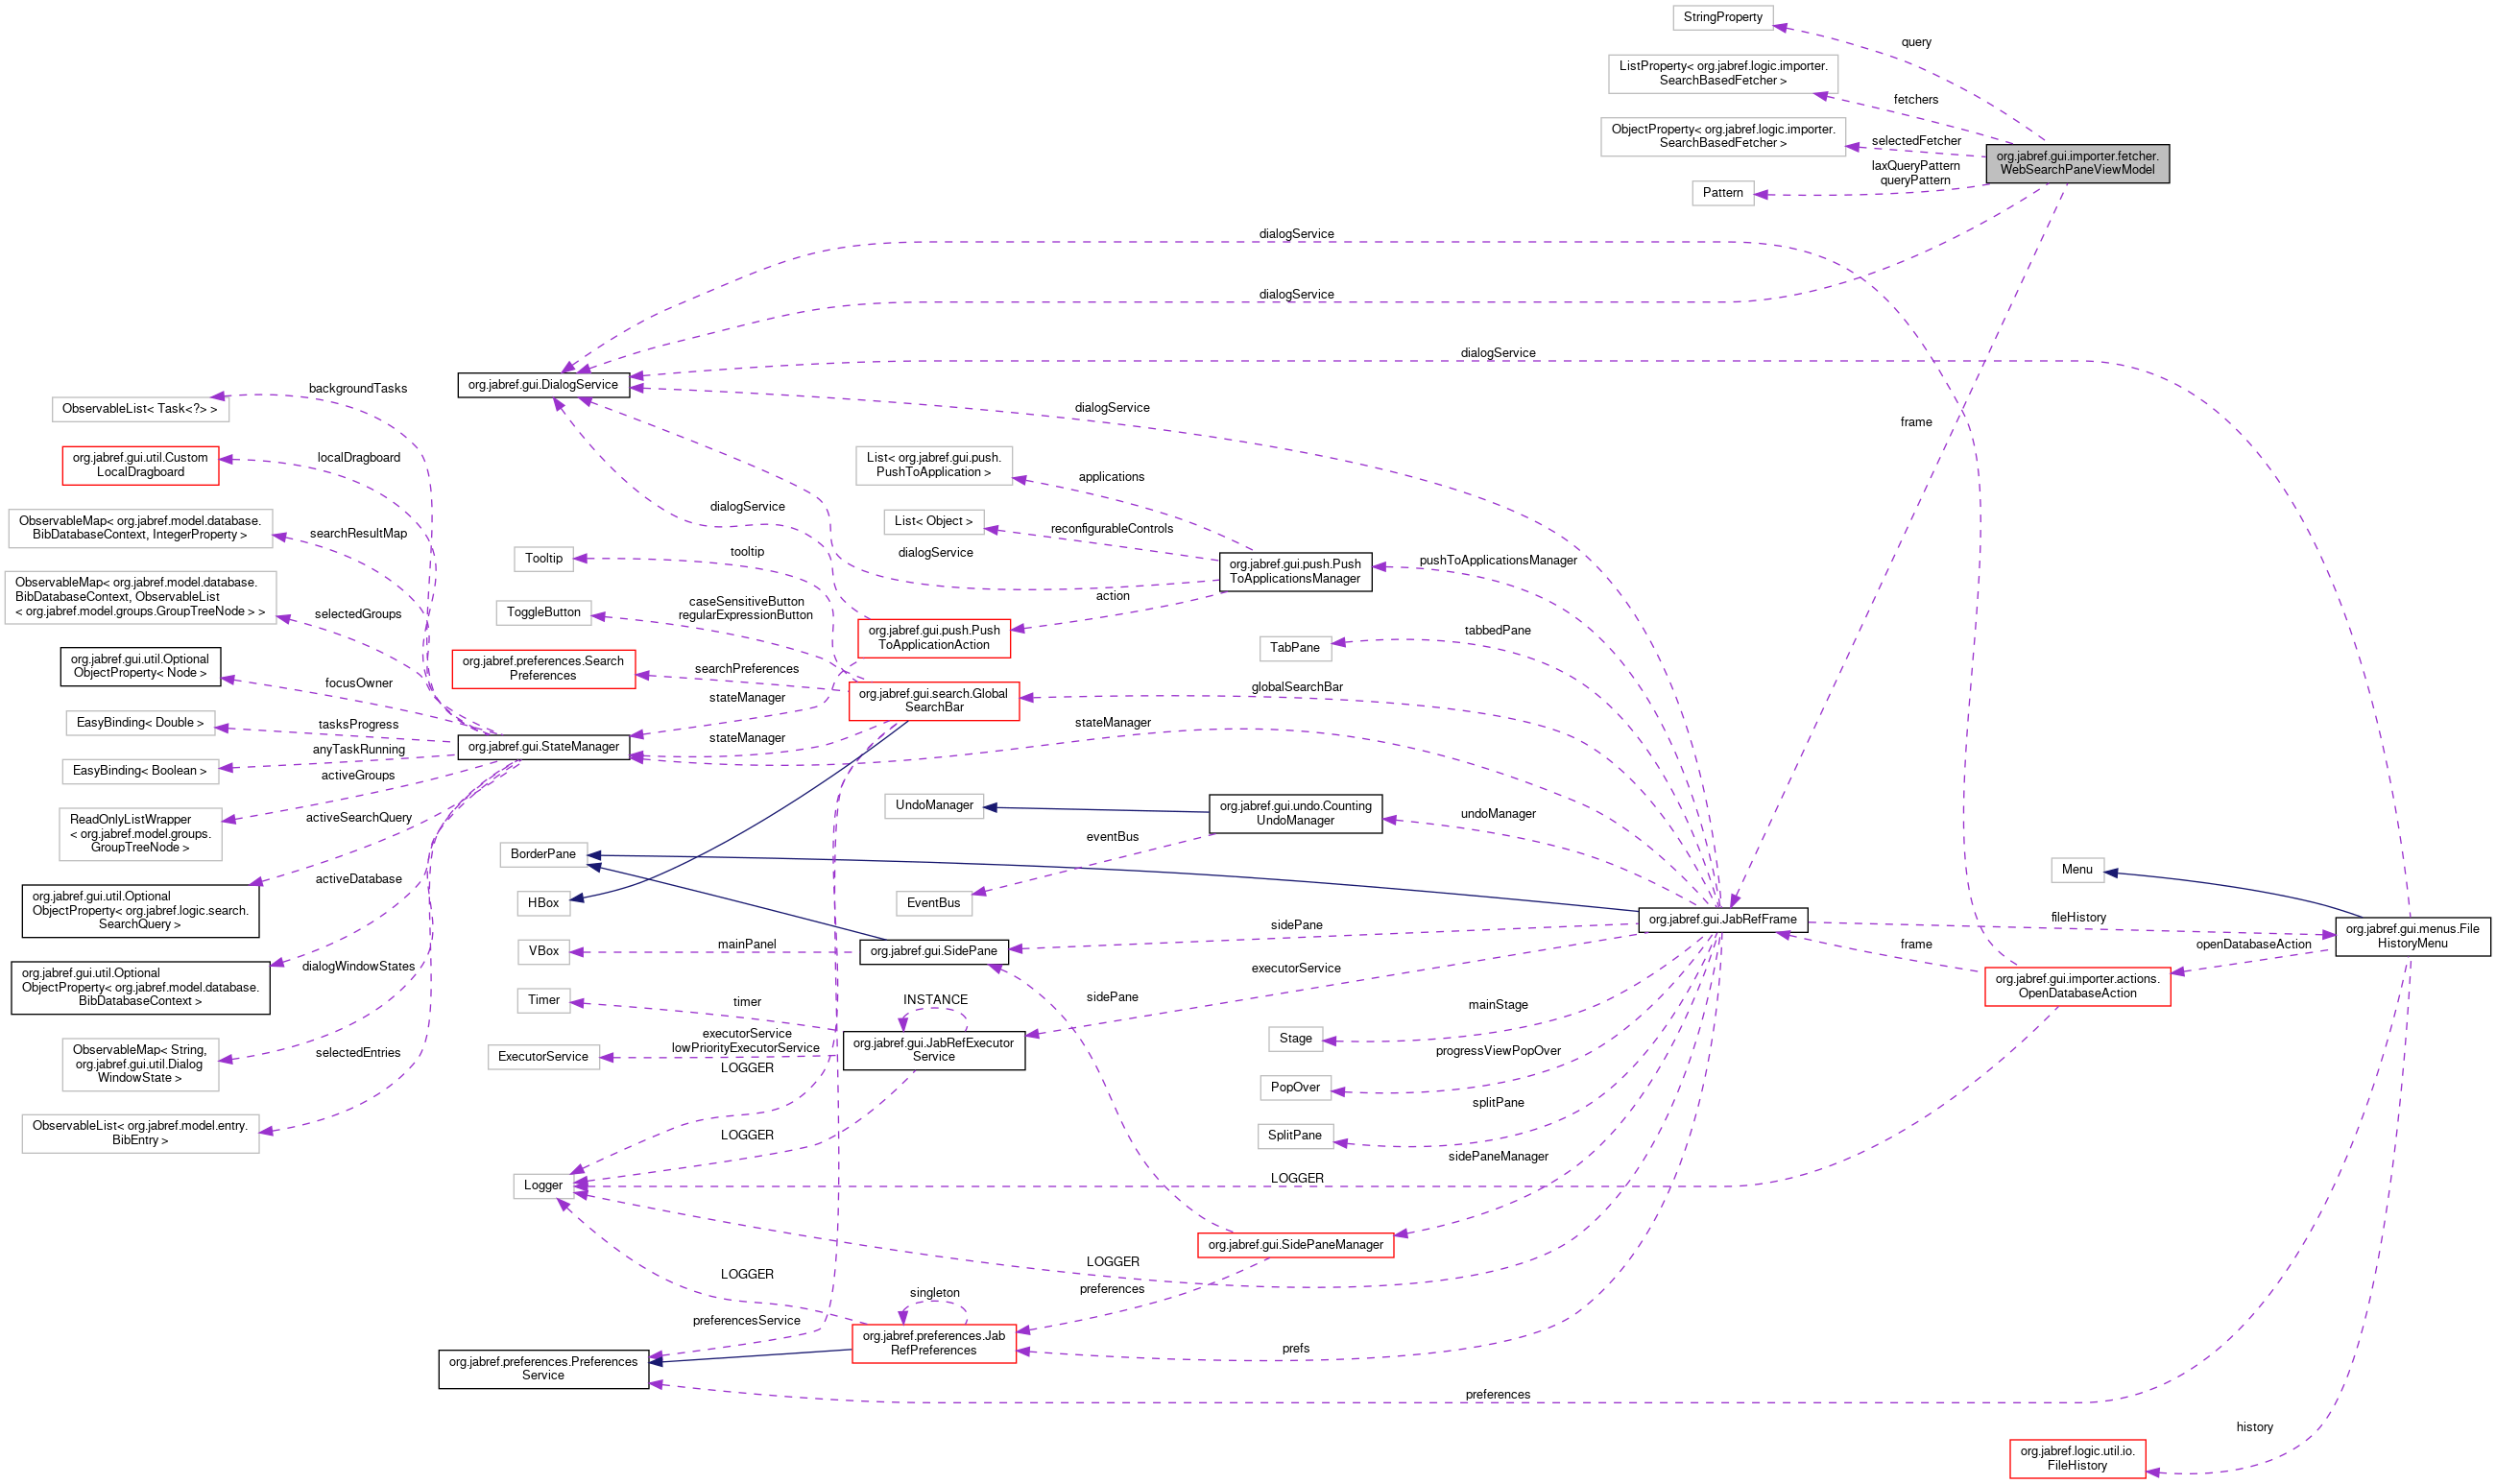 StringProperty
query
ListProperty< org.jabref.logic.importer.
SearchBasedFetcher >
fetchers
ObjectProperty< org.jabref.logic.importer.
SearchBasedFetcher >
selectedFetcher
org.jabref.gui.importer.fetcher.
WebSearchPaneViewModel
laxQueryPattern
queryPattern
Pattern
dialogService
dialogService
dialogService
org.jabref.gui.DialogService
backgroundTasks
ObservableList< Task<?> >
dialogService
frame
org.jabref.gui.util.Custom
LocalDragboard
localDragboard
List< org.jabref.gui.push.
PushToApplication >
applications
ObservableMap< org.jabref.model.database.
BibDatabaseContext, IntegerProperty >
searchResultMap
dialogService
List< Object >
reconfigurableControls
Tooltip
tooltip
dialogService
org.jabref.gui.push.Push
ToApplicationsManager
pushToApplicationsManager
ObservableMap< org.jabref.model.database.
BibDatabaseContext, ObservableList
< org.jabref.model.groups.GroupTreeNode > >
selectedGroups
ToggleButton
caseSensitiveButton
regularExpressionButton
action
org.jabref.gui.push.Push
ToApplicationAction
TabPane
tabbedPane
org.jabref.gui.util.Optional
ObjectProperty< Node >
focusOwner
org.jabref.preferences.Search
Preferences
searchPreferences
stateManager
org.jabref.gui.search.Global
SearchBar
globalSearchBar
EasyBinding< Double >
tasksProgress
org.jabref.gui.StateManager
stateManager
stateManager
EasyBinding< Boolean >
anyTaskRunning
activeGroups
ReadOnlyListWrapper
< org.jabref.model.groups.
GroupTreeNode >
activeSearchQuery
UndoManager
org.jabref.gui.undo.Counting
UndoManager
undoManager
eventBus
BorderPane
EventBus
HBox
Menu
org.jabref.gui.util.Optional
ObjectProperty< org.jabref.logic.search.
SearchQuery >
activeDatabase
org.jabref.gui.JabRefFrame
fileHistory
org.jabref.gui.menus.File
HistoryMenu
sidePane
VBox
mainPanel
org.jabref.gui.SidePane
frame
openDatabaseAction
org.jabref.gui.importer.actions.
OpenDatabaseAction
org.jabref.gui.util.Optional
ObjectProperty< org.jabref.model.database.
BibDatabaseContext >
dialogWindowStates
executorService
Timer
timer
INSTANCE
sidePane
mainStage
Stage
executorService
lowPriorityExecutorService
ExecutorService
org.jabref.gui.JabRefExecutor
Service
LOGGER
ObservableMap< String,
org.jabref.gui.util.Dialog
WindowState >
selectedEntries
progressViewPopOver
PopOver
splitPane
SplitPane
ObservableList< org.jabref.model.entry.
BibEntry >
LOGGER
sidePaneManager
Logger
LOGGER
org.jabref.gui.SidePaneManager
LOGGER
LOGGER
preferences
singleton
preferencesService
org.jabref.preferences.Jab
RefPreferences
prefs
org.jabref.preferences.Preferences
Service
preferences
history
org.jabref.logic.util.io.
FileHistory